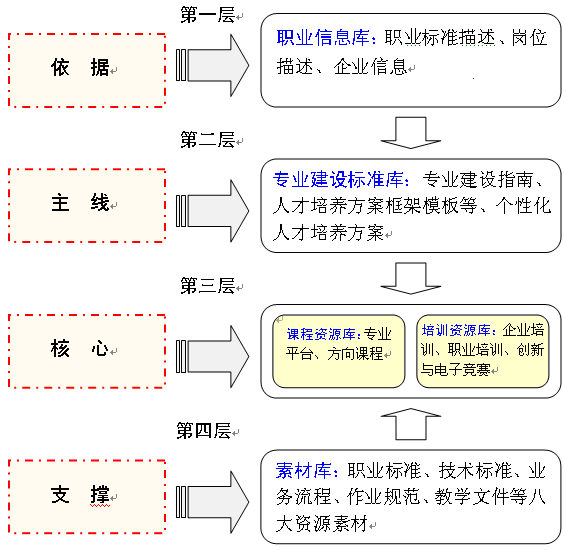 第一层
依 据
职业信息库：职业标准描述、岗位
描述、企业信息
第二层
主 线
专业建设标准库：专业建设指南、
人才培养方案框架模板等、个性化
人才培养方案
第三层
核 心
课程资源库：专业
平台、方向课程
培训资源库：企业培
训、职业培训、创新
与电子竞赛
第四层
支 撑
素材库：职业标准、技术标准、业
务流程、作业规范、教学文件等八
大资源素材